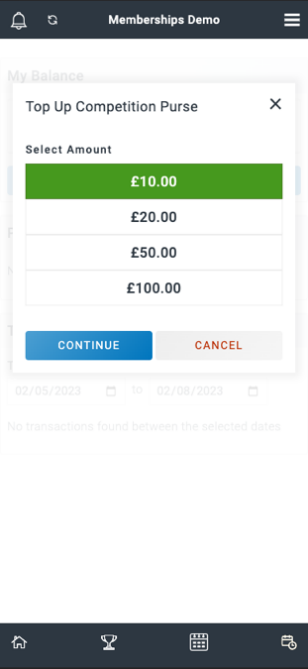 Memberships Demo
My Balance
Top Up Competition Purse
Select Amount
£10.00
£20.00
£50.00
£100.00
CONTINUE
CANCEL
02/05/2023 to 02/08/2023
No transactions found between the selected dates